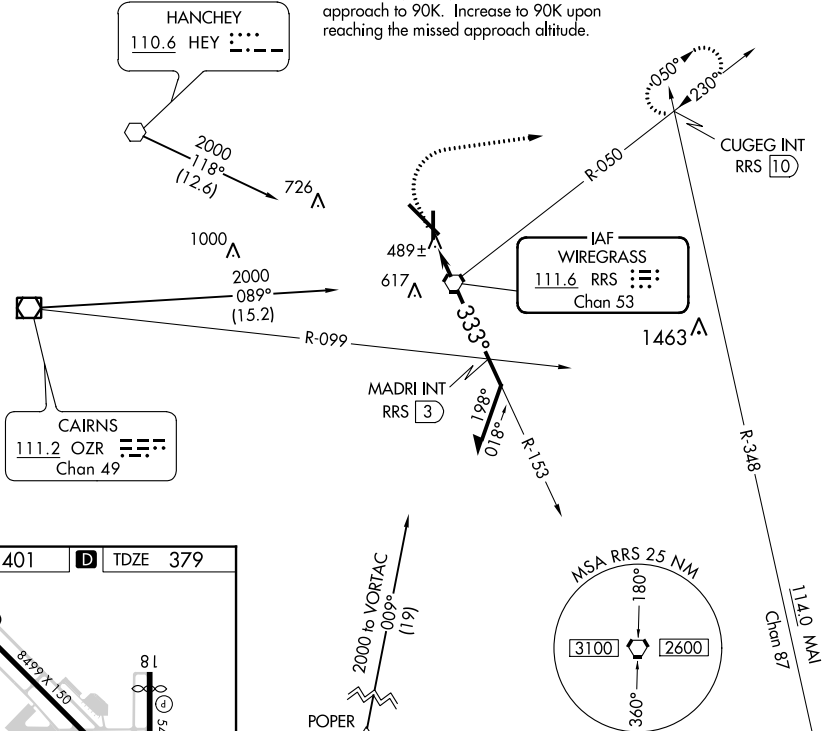 approach to 90K. Increase to 90K upon
reaching the missed approach altitude.
HANCHEY
110.6 HEY
2000
118°
(12.6)
726
1000
2000
089°
(15.2)
R-099
CAIRNS
111.2 OZR
Chan 49
489±
617
333°
MADRI INT
RRS 3
198°
018°
R-153
R-050
050°
230°
CUGEG INT
RRS 10
IAF
WIREGRASS
111.6 RRS
Chan 53
1463
R-348
114.0 MAI
Chan 87
2000 to VORTAC
009°
(19)
POPER
MSA RRS 25 NM
180°
3100
2600
360°
401
D
TDZE 379
8499 X 150
18
P